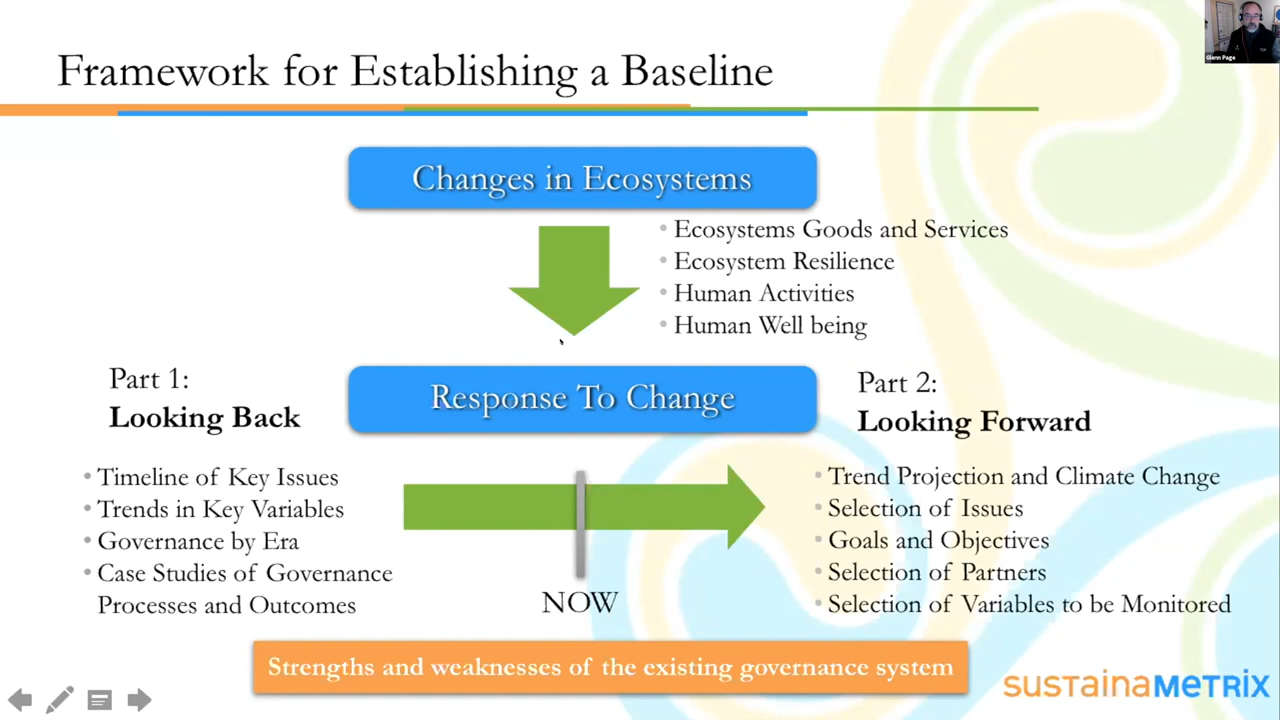 Framework for Establishing a Baseline
Glenn Page
Changes in Ecosystems
• Ecosystems Goods and Services
• Ecosystem Resilience
• Human Activities
• Human Well being
Part 1:
Looking Back
Response To Change
Part 2:
Looking Forward
• Timeline of Key Issues
• Trends in Key Variables
• Governance by Era
• Case Studies of Governance
Processes and Outcomes
NOW
• Trend Projection and Climate Change
• Selection of Issues
• Goals and Objectives
• Selection of Partners
• Selection of Variables to be Monitored
Strengths and weaknesses of the existing governance system
sustainaMETRIX